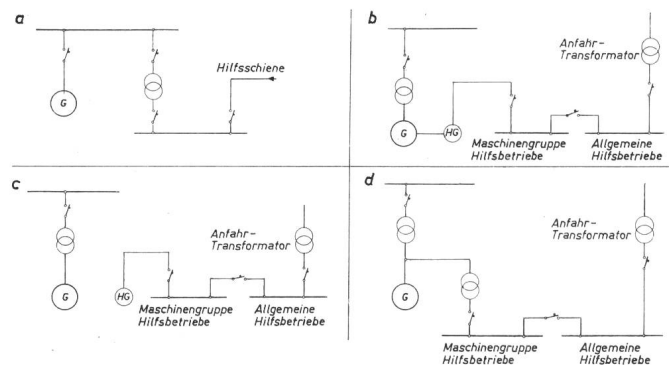 a
Hilfsschiene
G
b
Anfahr-
Transformator
G
HG
Maschinengruppe
Hilfsbetriebe
Allgemeine
Hilfsbetriebe
c
Anfahr-
Transformator
G
HG
Maschinengruppe
Hilfsbetriebe
Allgemeine
Hilfsbetriebe
d
Anfahr-
Transformator
G
Maschinengruppe
Hilfsbetriebe
Allgemeine
Hilfsbetriebe